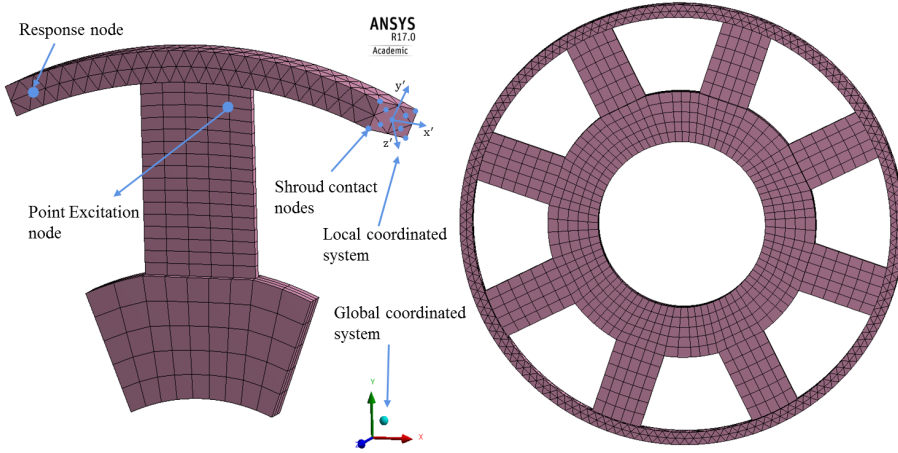 Response node
ANSYS
R17.0
Academic
y'
x'
z'
Shroud contact
nodes
Point Excitation
node
Local coordinated
system
Global coordinated
system
Y
X
Z